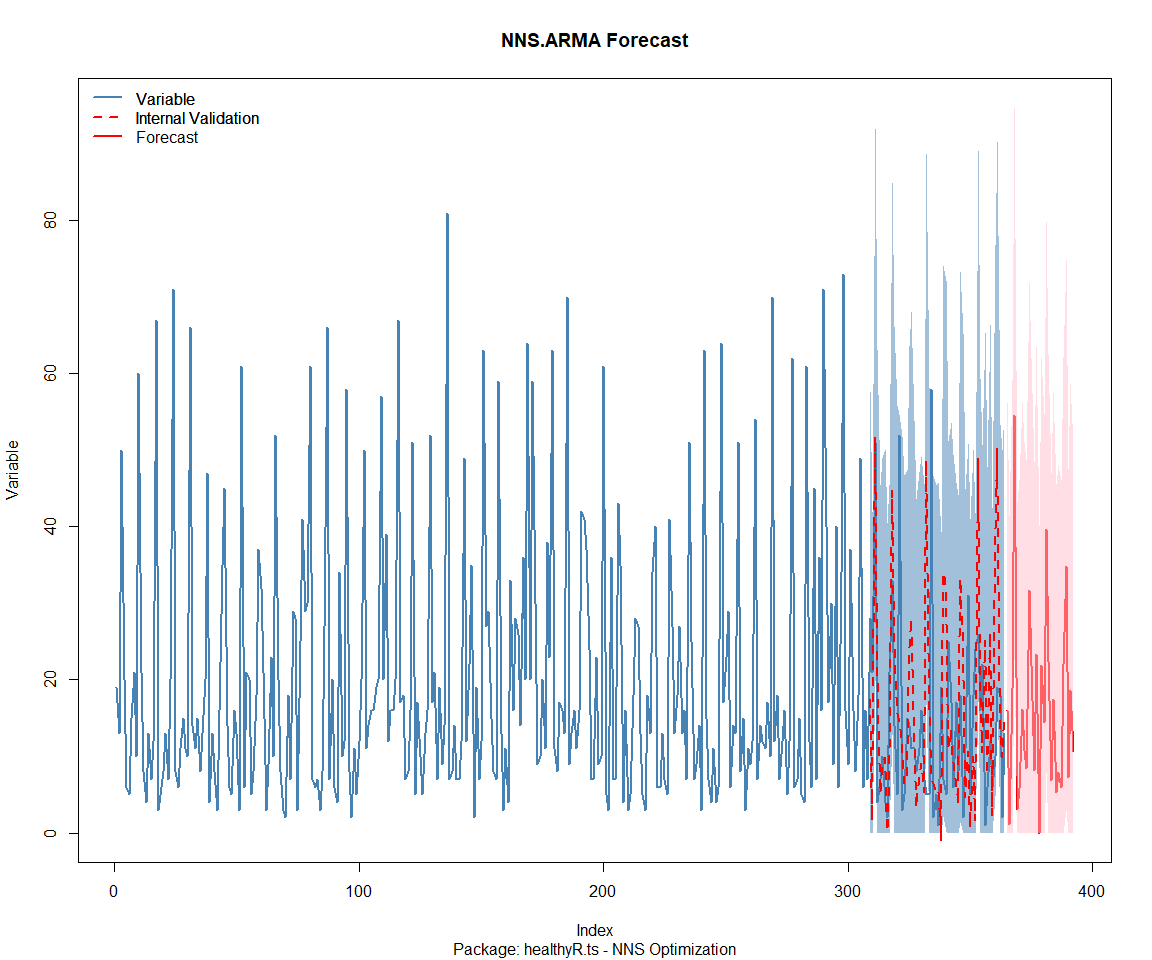 NNS.ARMA Forecast
Variable
Internal Validation
Forecast
Variable
80
60
40
20
0
0 100 200 300 400
Index
Package: healthyR.ts - NNS Optimization